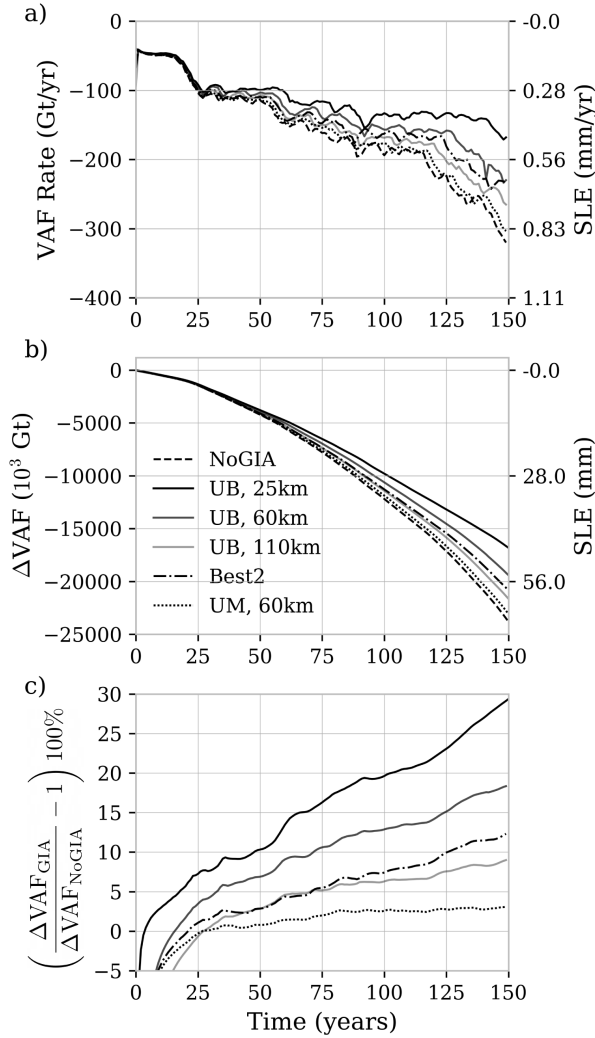 a)
0
−100
−200
−300
−400
VAF Rate (Gt/yr)
-0.0
0.28
0.56
0.83
1.11
SLE (mm/yr)
0 25 50 75 100 125 150
b)
0
−5000
−10000
−15000
−20000
−25000
ΔVAF (10³ Gt)
-0.0
28.0
56.0
SLE (mm)
NoGIA
UB, 25km
UB, 60km
UB, 110km
Best2
UM, 60km
0 25 50 75 100 125 150
c)
30
25
20
15
10
5
0
−5
(ΔVAF_GIA / ΔVAF_NoGIA − 1) 100%
0 25 50 75 100 125 150
Time (years)